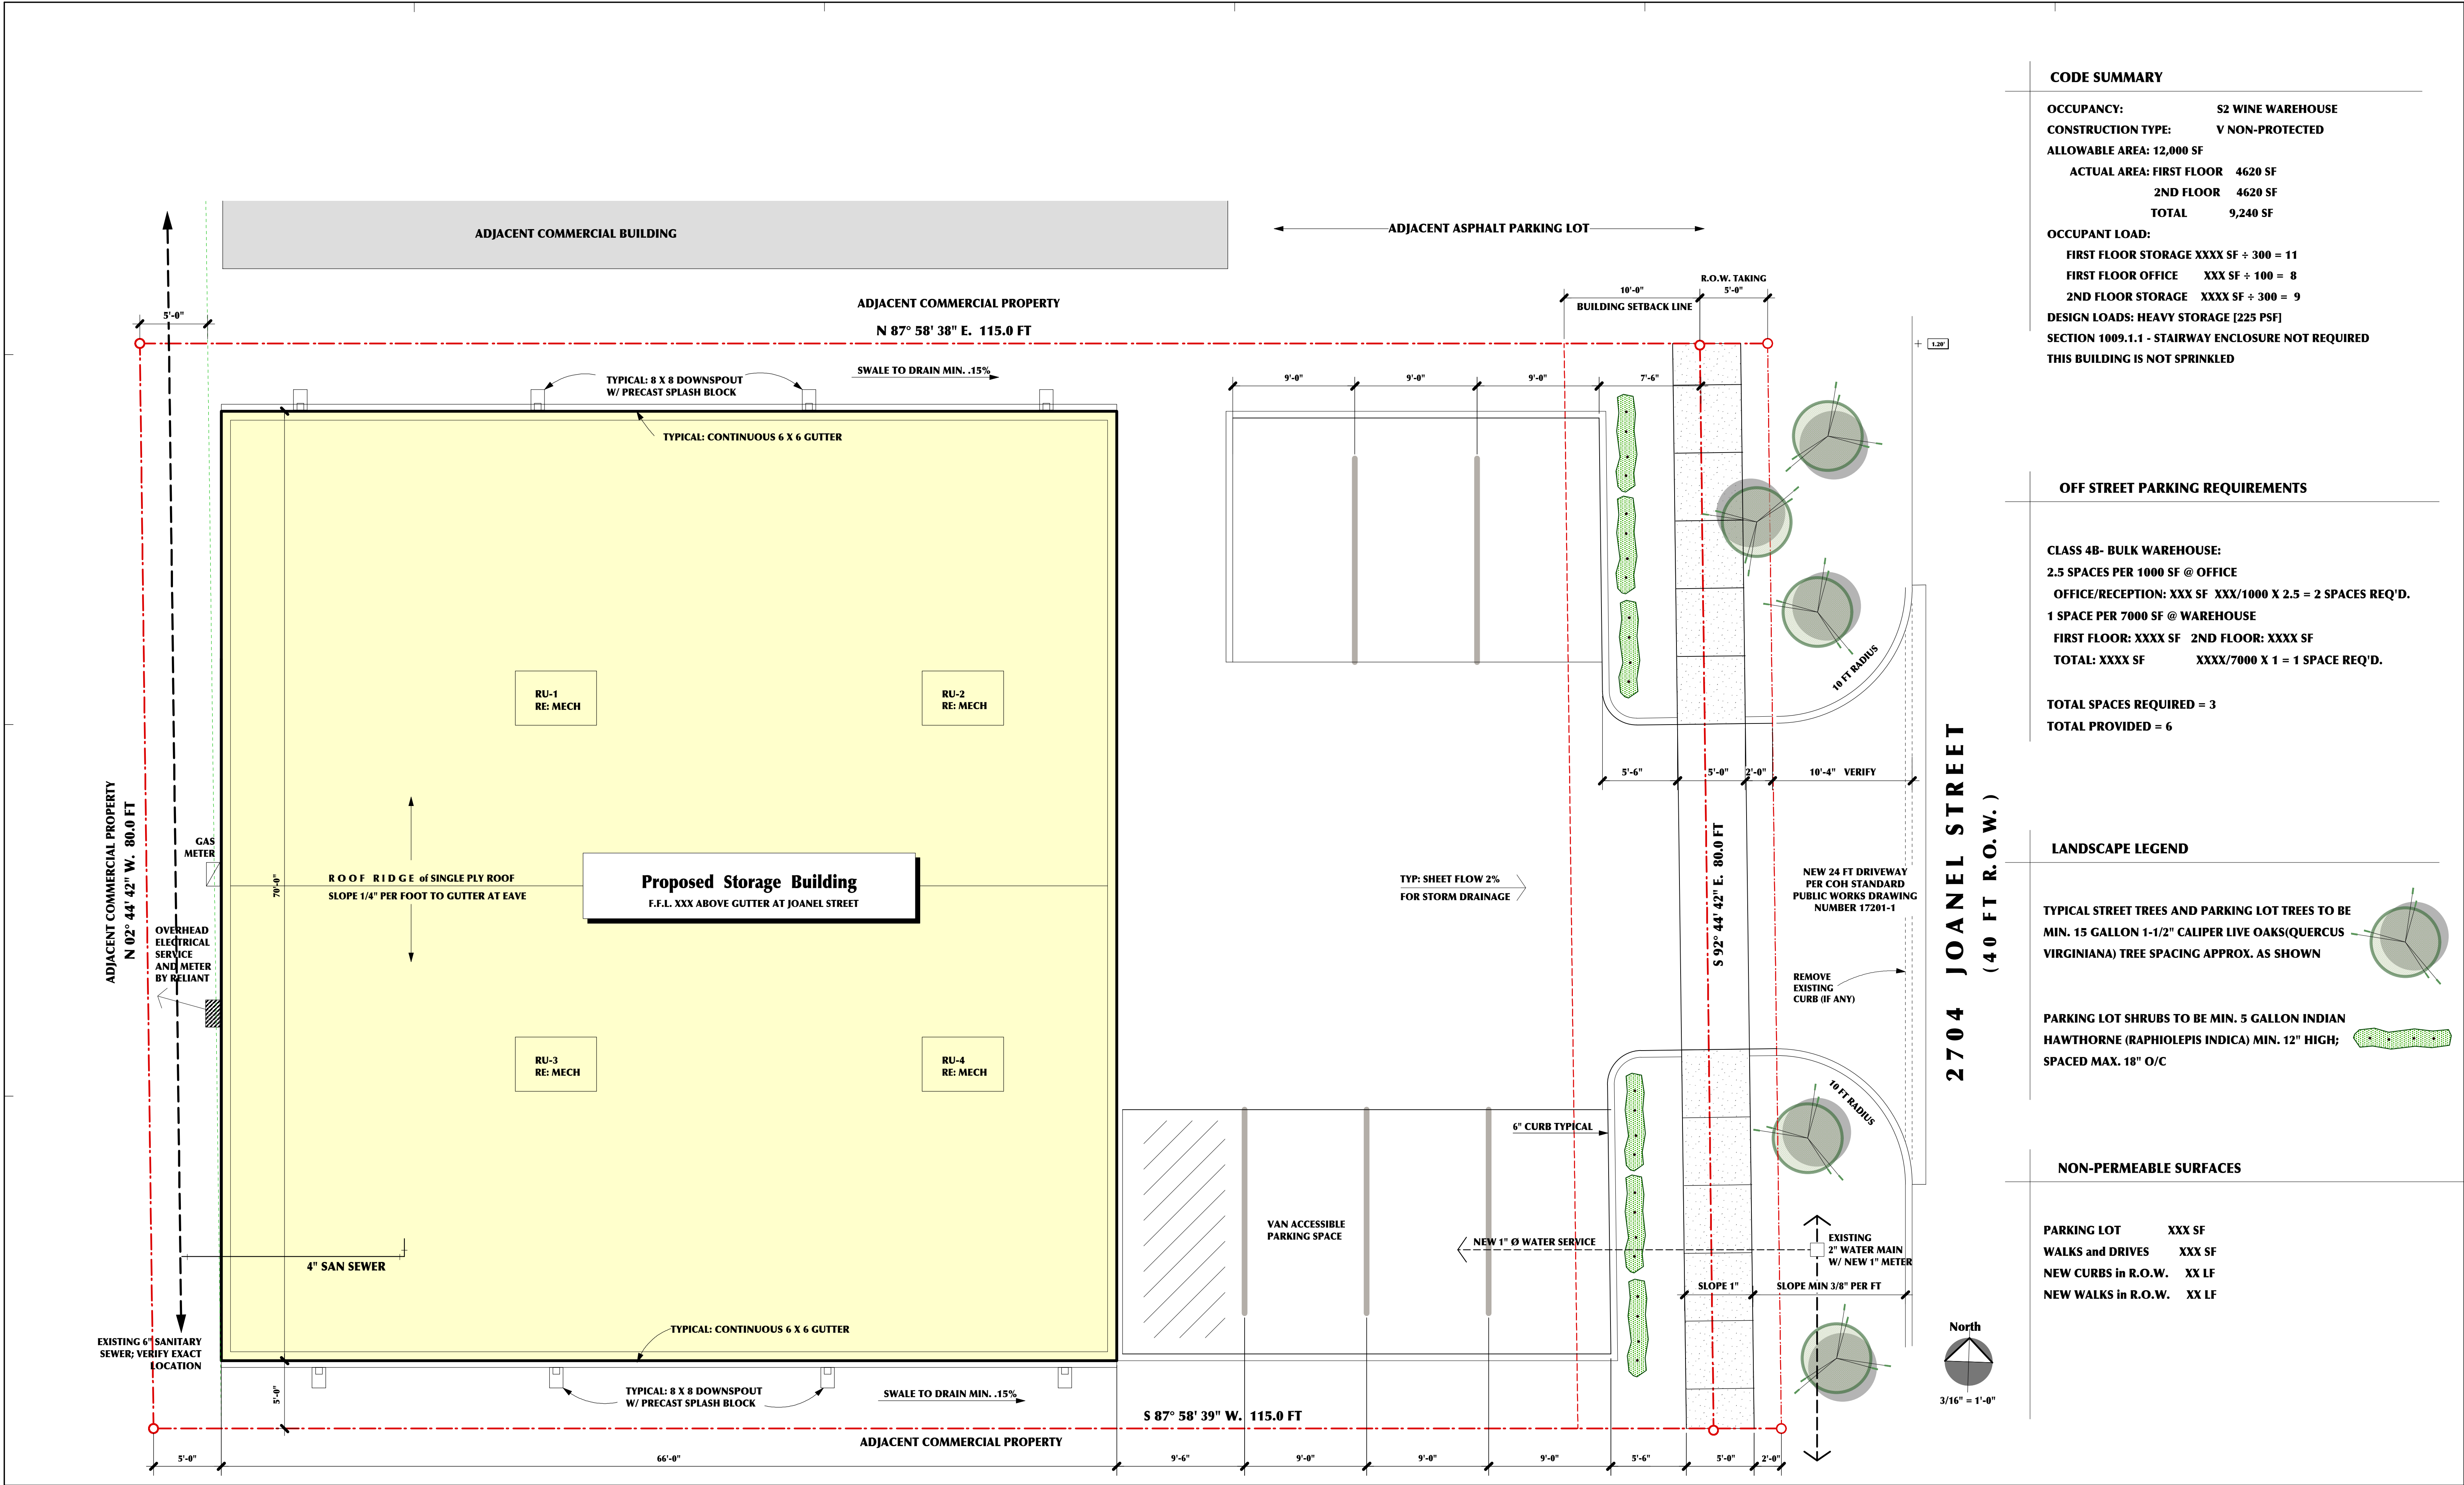 ADJACENT COMMERCIAL BUILDING
ADJACENT ASPHALT PARKING LOT
R.O.W. TAKING
10'-0"
5'-0"
BUILDING SETBACK LINE
ADJACENT COMMERCIAL PROPERTY
N 87° 58' 38" E. 115.0 FT
5'-0"
1.20'
SWALE TO DRAIN MIN. .15%
TYPICAL: 8 X 8 DOWNSPOUT
W/ PRECAST SPLASH BLOCK
TYPICAL: CONTINUOUS 6 X 6 GUTTER
9'-0"
9'-0"
9'-0"
7'-6"
RU-1
RE: MECH
RU-2
RE: MECH
10 FT RADIUS
5'-6"
5'-0"
2'-0"
10'-4" VERIFY
ADJACENT COMMERCIAL PROPERTY
N 02° 44' 42" W. 80.0 FT
GAS
METER
70'-0"
R O O F R I D G E of SINGLE PLY ROOF
SLOPE 1/4" PER FOOT TO GUTTER AT EAVE
Proposed Storage Building
F.F.L. XXX ABOVE GUTTER AT JOANEL STREET
TYP: SHEET FLOW 2%
FOR STORM DRAINAGE
S 92° 44' 42" E. 80.0 FT
NEW 24 FT DRIVEWAY
PER COH STANDARD
PUBLIC WORKS DRAWING
NUMBER 17201-1
2704 JOANEL STREET
(40 FT R.O.W.)
OVERHEAD
ELECTRICAL
SERVICE
AND METER
BY RELIANT
REMOVE
EXISTING
CURB (IF ANY)
RU-3
RE: MECH
RU-4
RE: MECH
10 FT RADIUS
6" CURB TYPICAL
VAN ACCESSIBLE
PARKING SPACE
NEW 1" Ø WATER SERVICE
EXISTING
2" WATER MAIN
W/ NEW 1" METER
4" SAN SEWER
SLOPE 1"
SLOPE MIN 3/8" PER FT
EXISTING 6" SANITARY
SEWER; VERIFY EXACT
LOCATION
TYPICAL: CONTINUOUS 6 X 6 GUTTER
5'-0"
TYPICAL: 8 X 8 DOWNSPOUT
W/ PRECAST SPLASH BLOCK
SWALE TO DRAIN MIN. .15%
S 87° 58' 39" W. 115.0 FT
ADJACENT COMMERCIAL PROPERTY
5'-0"
66'-0"
9'-6"
9'-0"
9'-0"
9'-0"
5'-6"
5'-0"
2'-0"
North
3/16" = 1'-0"
CODE SUMMARY
OCCUPANCY: S2 WINE WAREHOUSE
CONSTRUCTION TYPE: V NON-PROTECTED
ALLOWABLE AREA: 12,000 SF
ACTUAL AREA: FIRST FLOOR 4620 SF
2ND FLOOR 4620 SF
TOTAL 9,240 SF
OCCUPANT LOAD:
FIRST FLOOR STORAGE XXXX SF ÷ 300 = 11
FIRST FLOOR OFFICE XXX SF ÷ 100 = 8
2ND FLOOR STORAGE XXXX SF ÷ 300 = 9
DESIGN LOADS: HEAVY STORAGE [225 PSF]
SECTION 1009.1.1 - STAIRWAY ENCLOSURE NOT REQUIRED
THIS BUILDING IS NOT SPRINKLED
OFF STREET PARKING REQUIREMENTS
CLASS 4B- BULK WAREHOUSE:
2.5 SPACES PER 1000 SF @ OFFICE
OFFICE/RECEPTION: XXX SF XXX/1000 X 2.5 = 2 SPACES REQ'D.
1 SPACE PER 7000 SF @ WAREHOUSE
FIRST FLOOR: XXXX SF 2ND FLOOR: XXXX SF
TOTAL: XXXX SF XXXX/7000 X 1 = 1 SPACE REQ'D.
TOTAL SPACES REQUIRED = 3
TOTAL PROVIDED = 6
LANDSCAPE LEGEND
TYPICAL STREET TREES AND PARKING LOT TREES TO BE
MIN. 15 GALLON 1-1/2" CALIPER LIVE OAKS(QUERCUS
VIRGINIANA) TREE SPACING APPROX. AS SHOWN
PARKING LOT SHRUBS TO BE MIN. 5 GALLON INDIAN
HAWTHORNE (RAPHIOLEPIS INDICA) MIN. 12" HIGH;
SPACED MAX. 18" O/C
NON-PERMEABLE SURFACES
PARKING LOT XXX SF
WALKS and DRIVES XXX SF
NEW CURBS in R.O.W. XX LF
NEW WALKS in R.O.W. XX LF